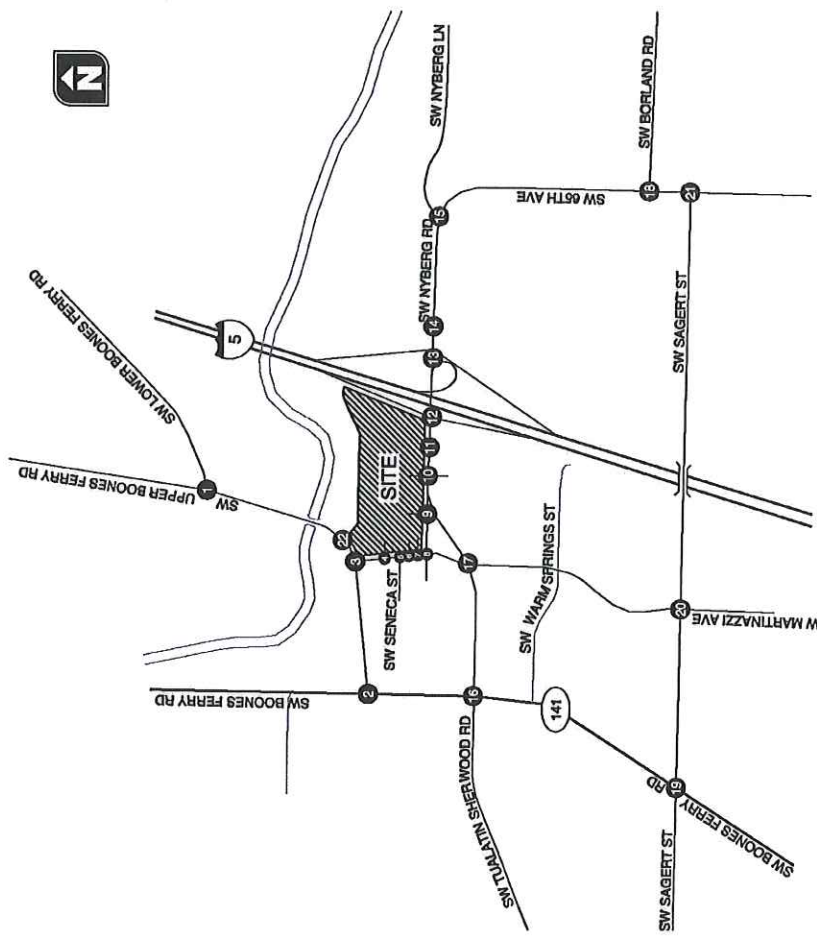 N
SW LOWER BOONES FERRY RD
SW UPPER BOONES FERRY RD
5
1
22
3
SITE
SW NYBERG LN
SW NYBERG RD
15
14
13
12
11
10
9
8
7
6
5
4
SW SENECA ST
17
2
SW BOONES FERRY RD
16
SW TUALATIN SHERWOOD RD
SW WARM SPRINGS ST
141
SW 65TH AVE
SW BORLAND RD
18
21
SW SAGERT ST
20
W MARTINAZZI AVE
19
SW SAGERT ST
SW BOONES FERRY RD